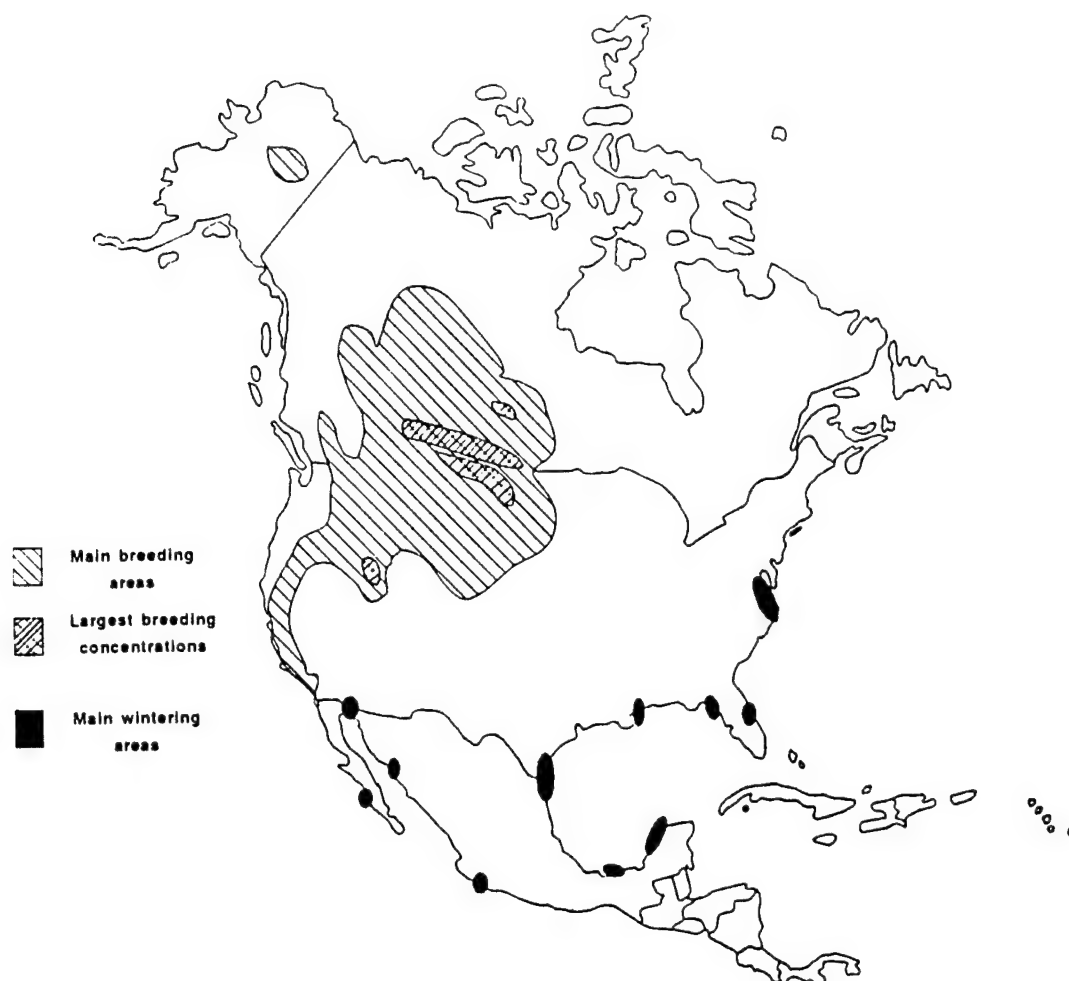 Main breeding
areas
Largest breeding
concentrations
Main wintering
areas